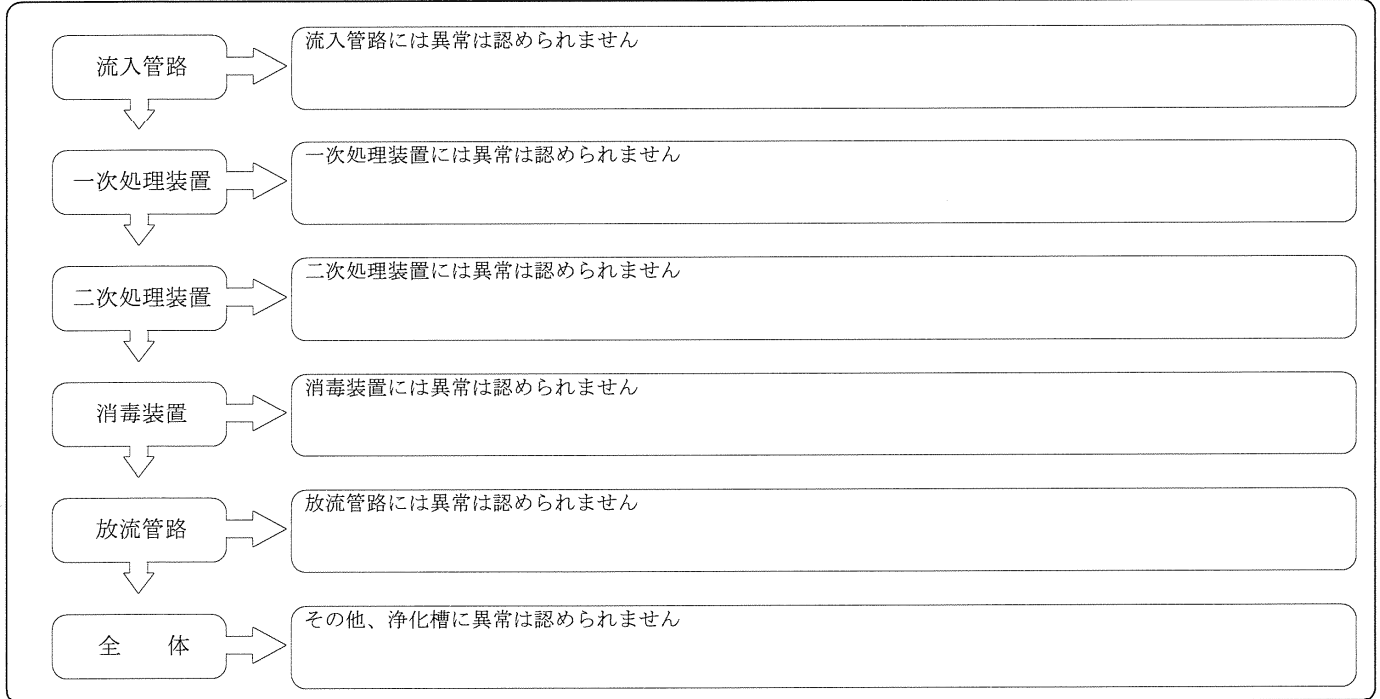 流入管路
流入管路には異常は認められません
一次処理装置
一次処理装置には異常は認められません
二次処理装置
二次処理装置には異常は認められません
消毒装置
消毒装置には異常は認められません
放流管路
放流管路には異常は認められません
全　体
その他、浄化槽に異常は認められません